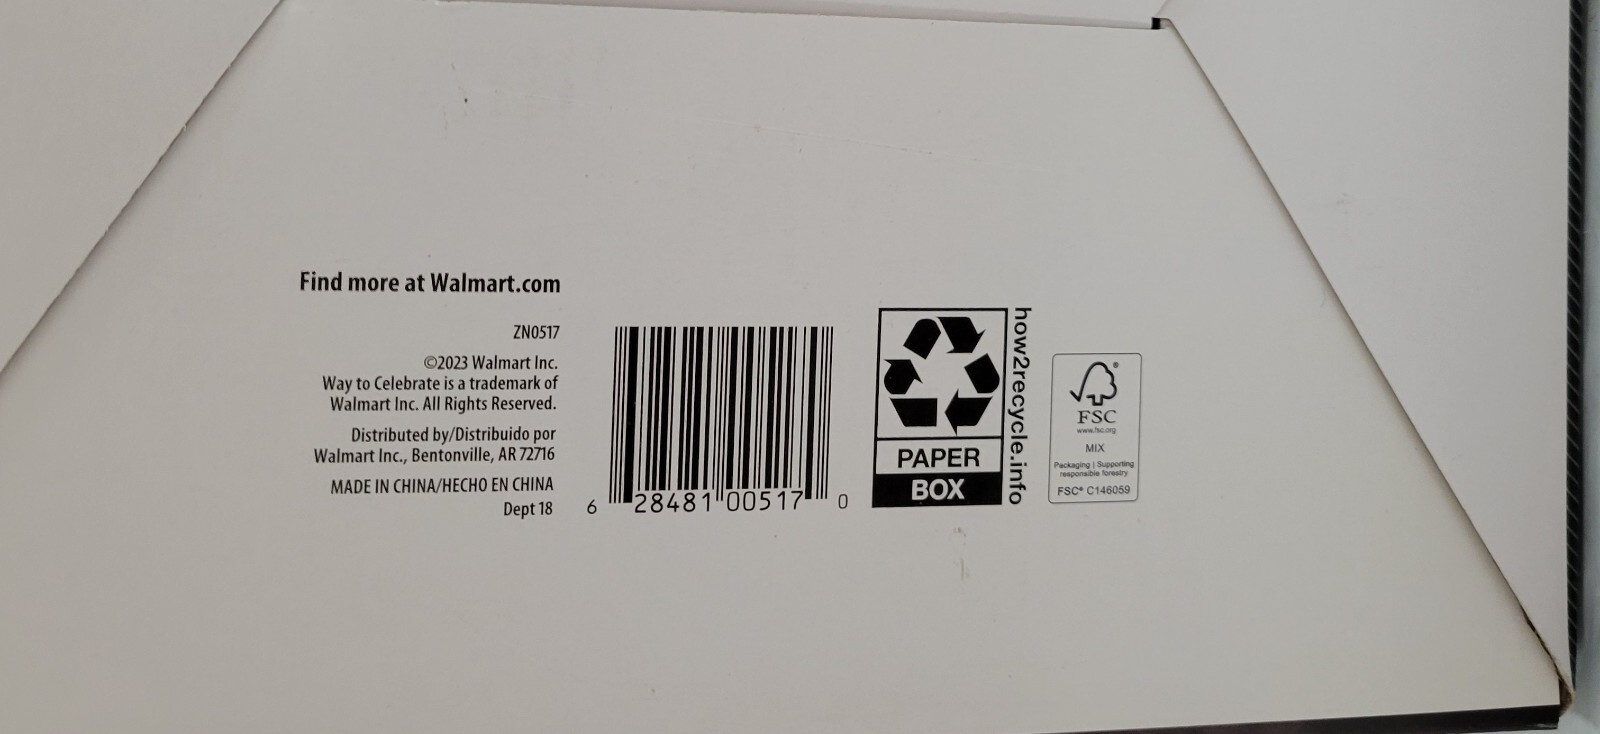 Find more at Walmart.com
ZN0517
©2023 Walmart Inc.
Way to Celebrate is a trademark of
Walmart Inc. All Rights Reserved.
Distributed by/Distribuido por
Walmart Inc., Bentonville, AR 72716
MADE IN CHINA/HECHO EN CHINA
Dept 18
6 28481 00517 0
PAPER
BOX
how2recycle.info
®
FSC
www.fsc.org
MIX
Packaging | Supporting
responsible forestry
FSC® C146059